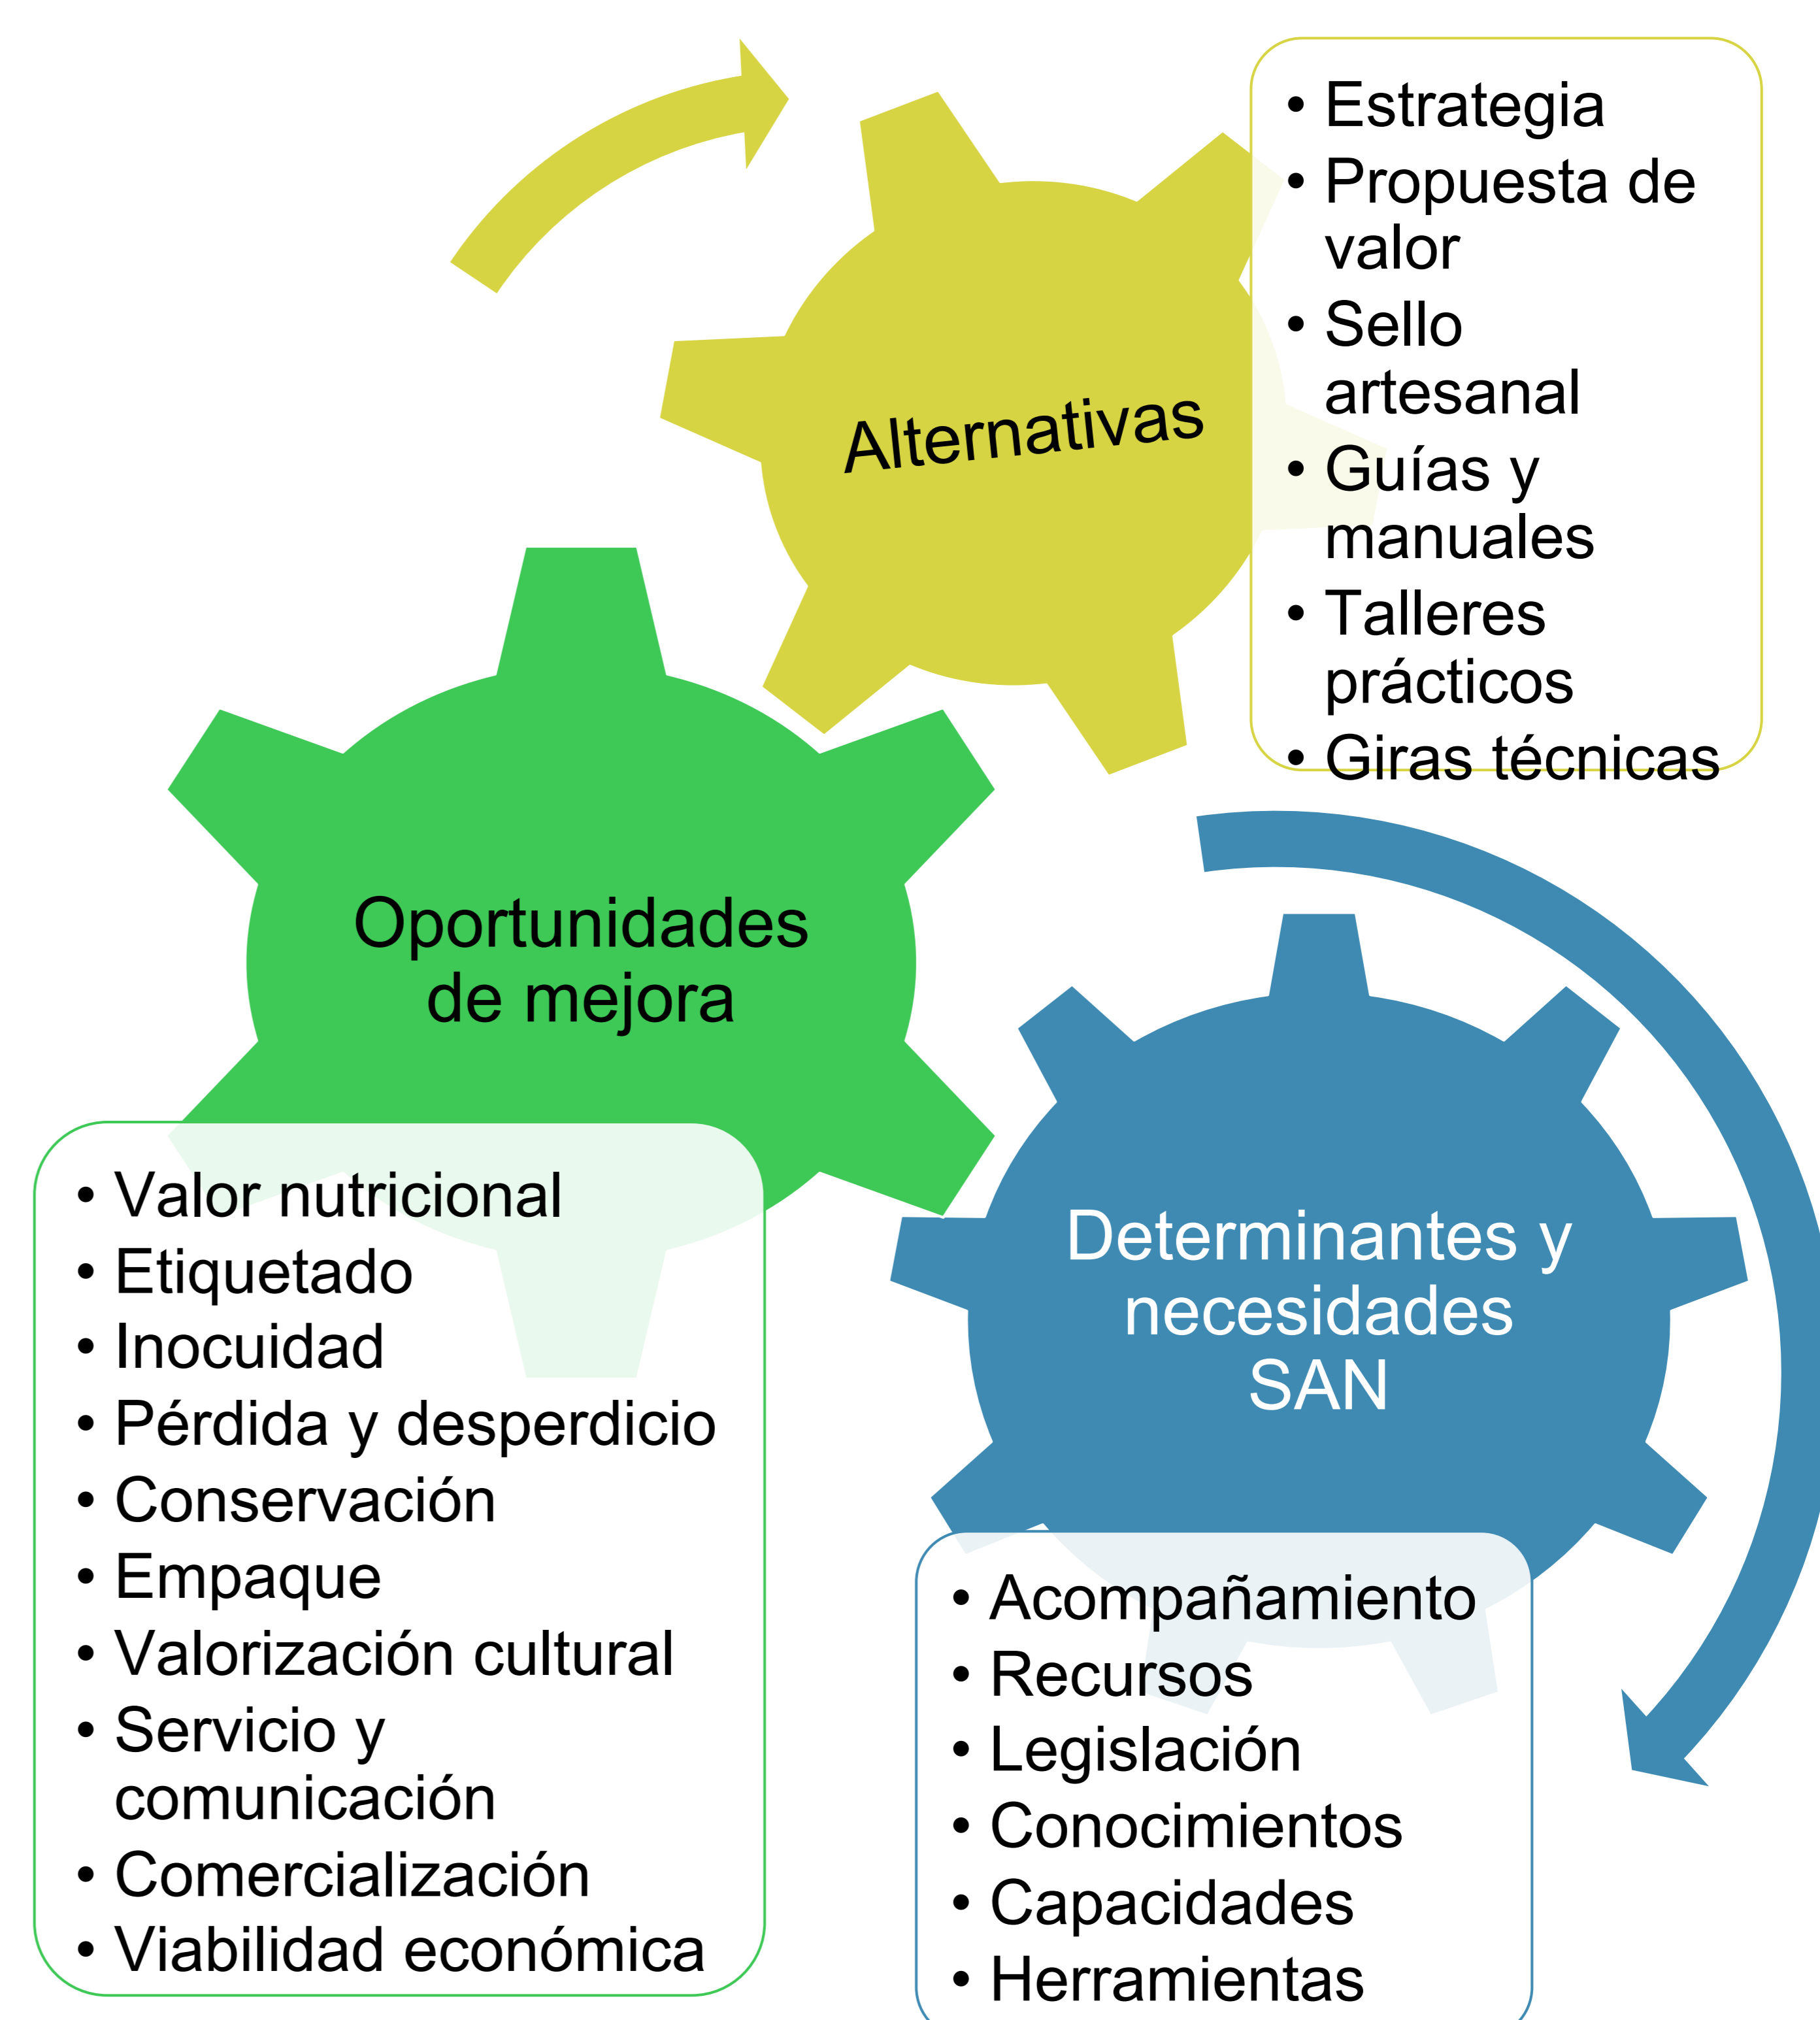 Alternativas
• Estrategia
• Propuesta de
valor
• Sello
artesanal
• Guías y
manuales
• Talleres
prácticos
• Giras técnicas
Oportunidades
de mejora
• Valor nutricional
• Etiquetado
• Inocuidad
• Pérdida y desperdicio
• Conservación
• Empaque
• Valorización cultural
• Servicio y
comunicación
• Comercialización
• Viabilidad económica
Determinantes y
necesidades
SAN
• Acompañamiento
• Recursos
• Legislación
• Conocimientos
• Capacidades
• Herramientas